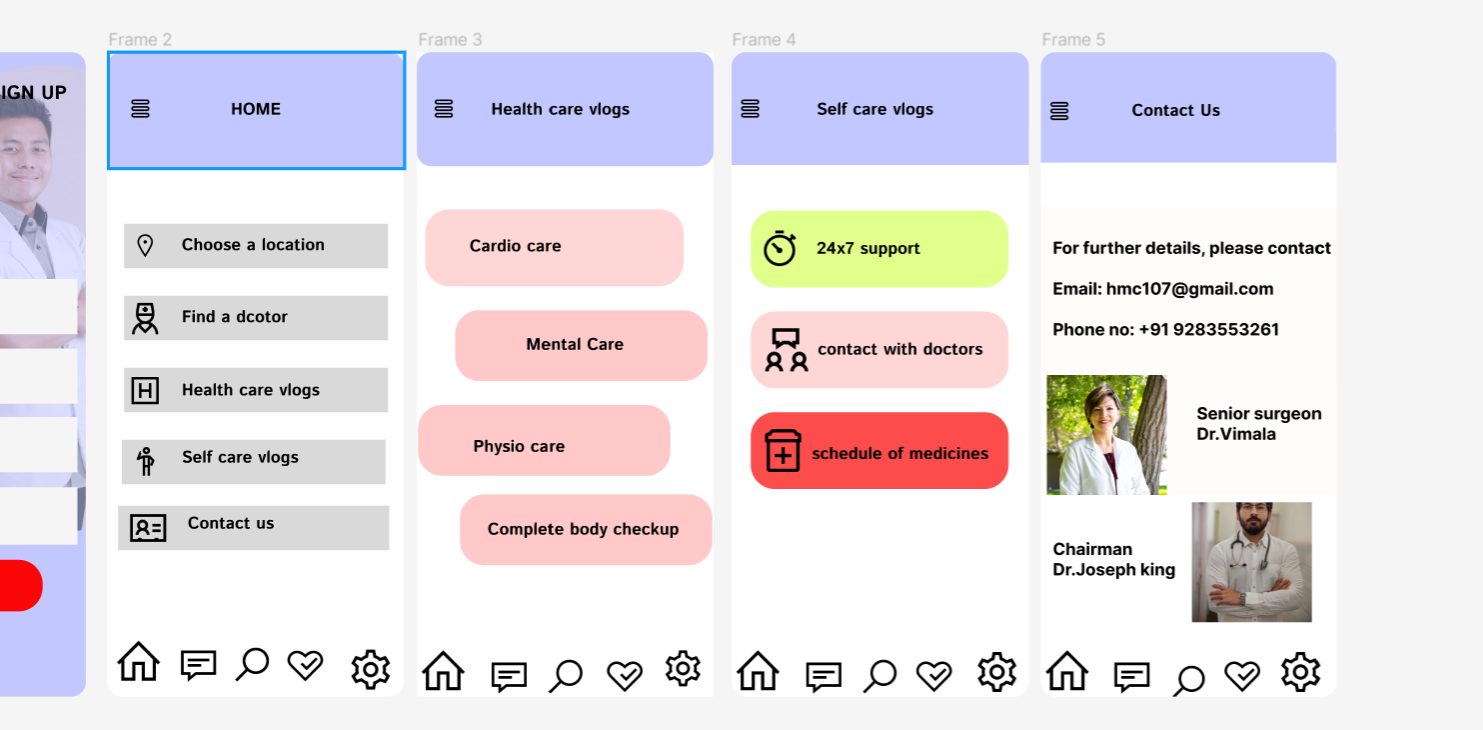 Frame 2
Frame 3
Frame 4
Frame 5
IGN UP
HOME
Health care vlogs
Self care vlogs
Contact Us
Choose a location
Find a dcotor
Health care vlogs
Self care vlogs
Contact us
Cardio care
Mental Care
Physio care
Complete body checkup
24x7 support
contact with doctors
schedule of medicines
For further details, please contact
Email: hmc107@gmail.com
Phone no: +91 9283553261
Senior surgeon
Dr.Vimala
Chairman
Dr.Joseph king